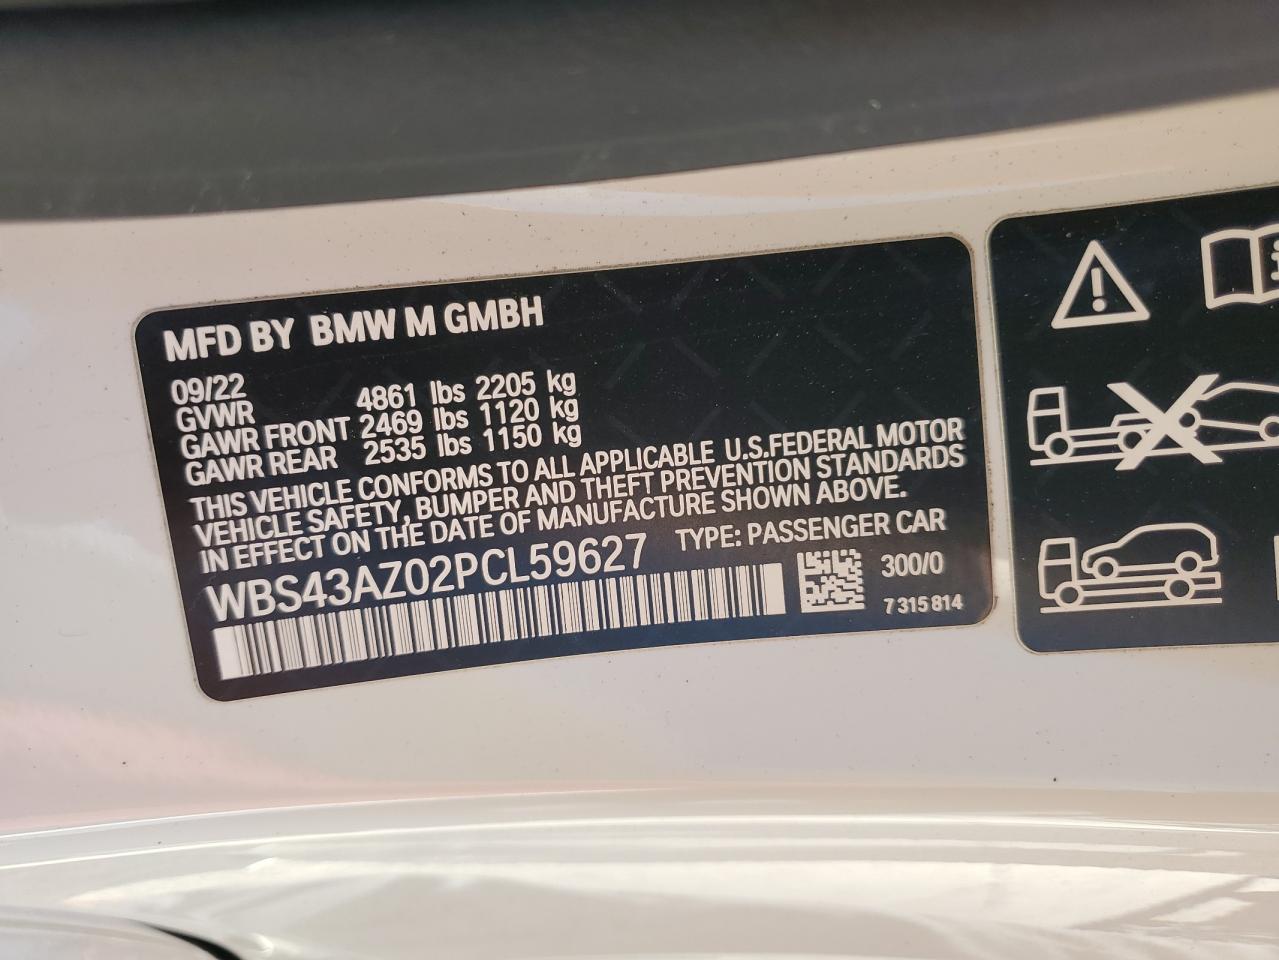 MFD BY BMW M GMBH
09/22
GVWR 4861 lbs 2205 kg
GAWR FRONT 2469 lbs 1120 kg
GAWR REAR 2535 lbs 1150 kg
THIS VEHICLE CONFORMS TO ALL APPLICABLE U.S.FEDERAL MOTOR
VEHICLE SAFETY, BUMPER AND THEFT PREVENTION STANDARDS
IN EFFECT ON THE DATE OF MANUFACTURE SHOWN ABOVE.
WBS43AZ02PCL59627 TYPE: PASSENGER CAR
300/0
7 315 814